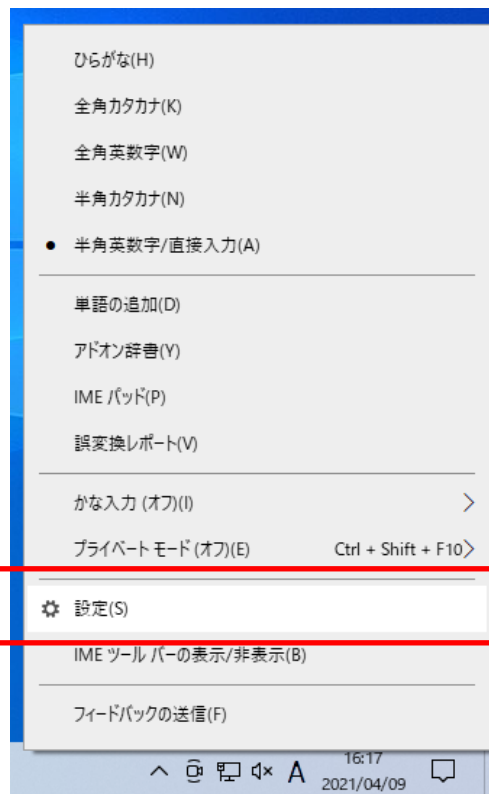 ひらがな(H)
全角カタカナ(K)
全角英数字(W)
半角カタカナ(N)
半角英数字/直接入力(A)
単語の追加(D)
アドオン辞書(Y)
IME パッド(P)
誤変換レポート(V)
かな入力 (オフ)(I)
プライベート モード (オフ)(E) Ctrl + Shift + F10
設定(S)
IME ツール バーの表示/非表示(B)
フィードバックの送信(F)
A 16:17
2021/04/09